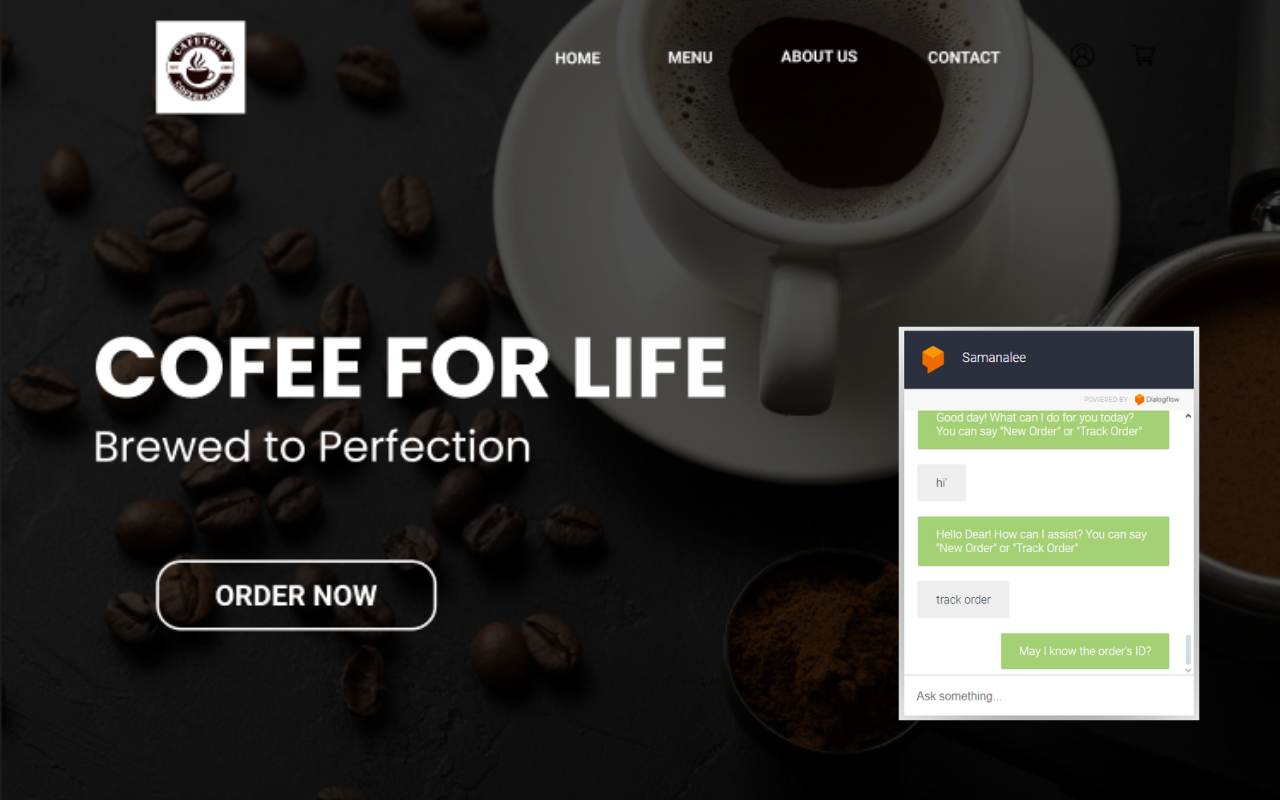 CAFETRIA
COFFEE SHOP
HOME
MENU
ABOUT US
CONTACT
COFEE FOR LIFE
Brewed to Perfection
ORDER NOW
Samanalee
POWERED BY Dialogflow
Good day! What can I do for you today?
You can say "New Order" or "Track Order"
hi'
Hello Dear! How can I assist? You can say
"New Order" or "Track Order"
track order
May I know the order's ID?
Ask something...